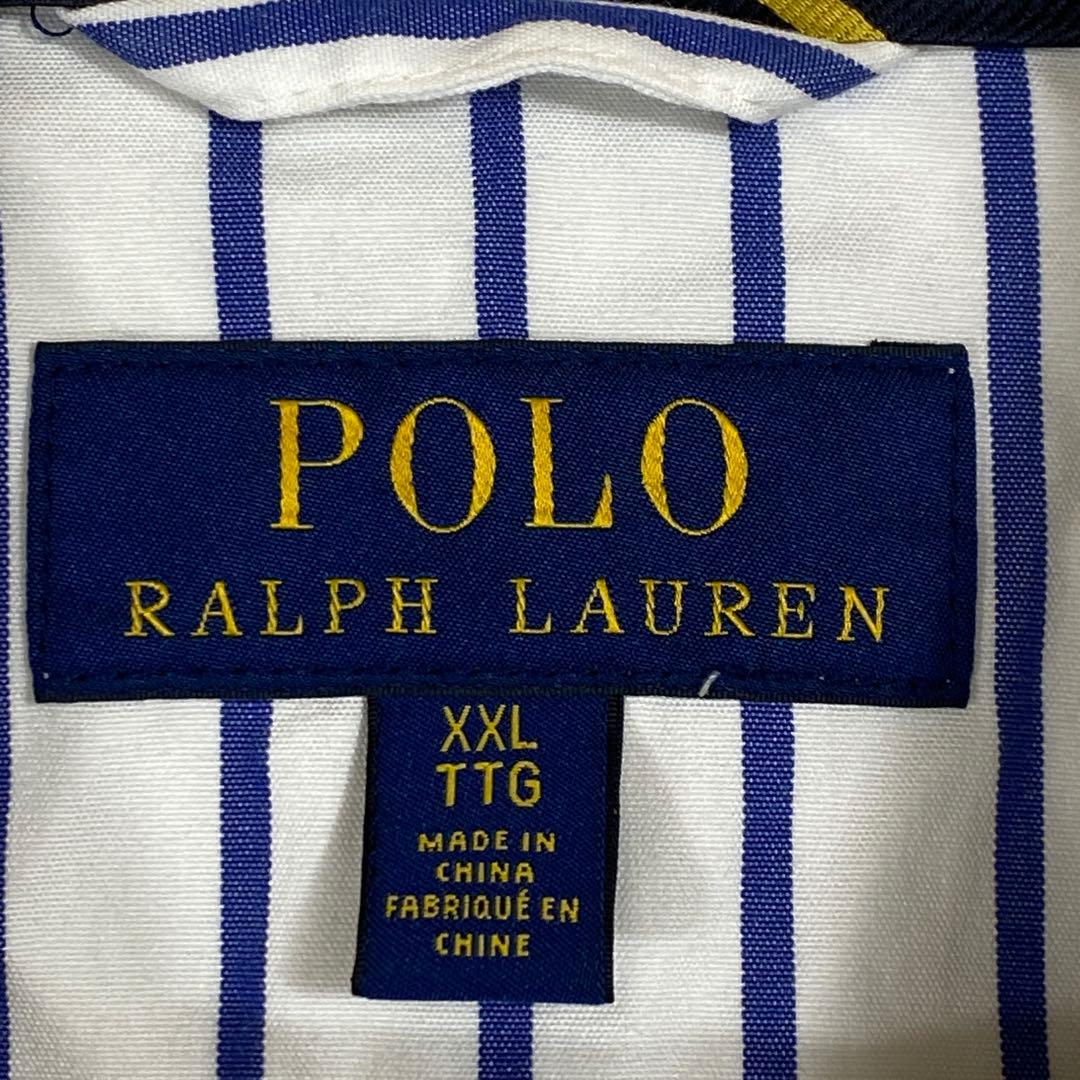 POLO
RALPH LAUREN
XXL
TTG
MADE IN
CHINA
FABRIQUÉ EN
CHINE